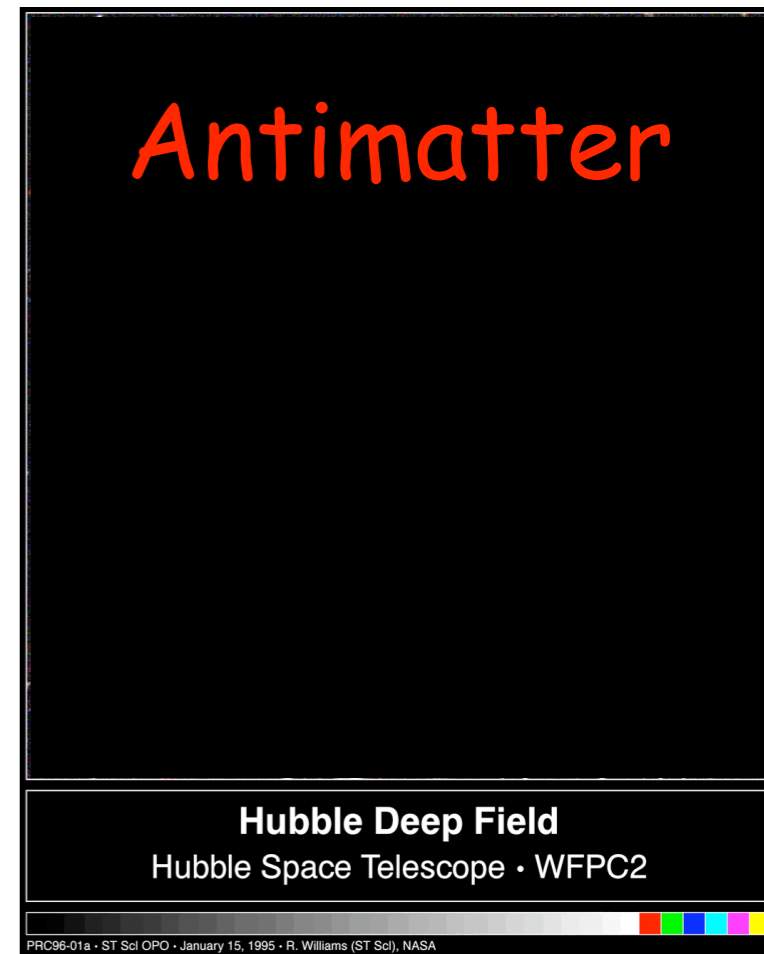 Antimatter
Hubble Deep Field
Hubble Space Telescope • WFPC2
PRC96-01a • ST ScI OPO • January 15, 1995 • R. Williams (ST ScI), NASA